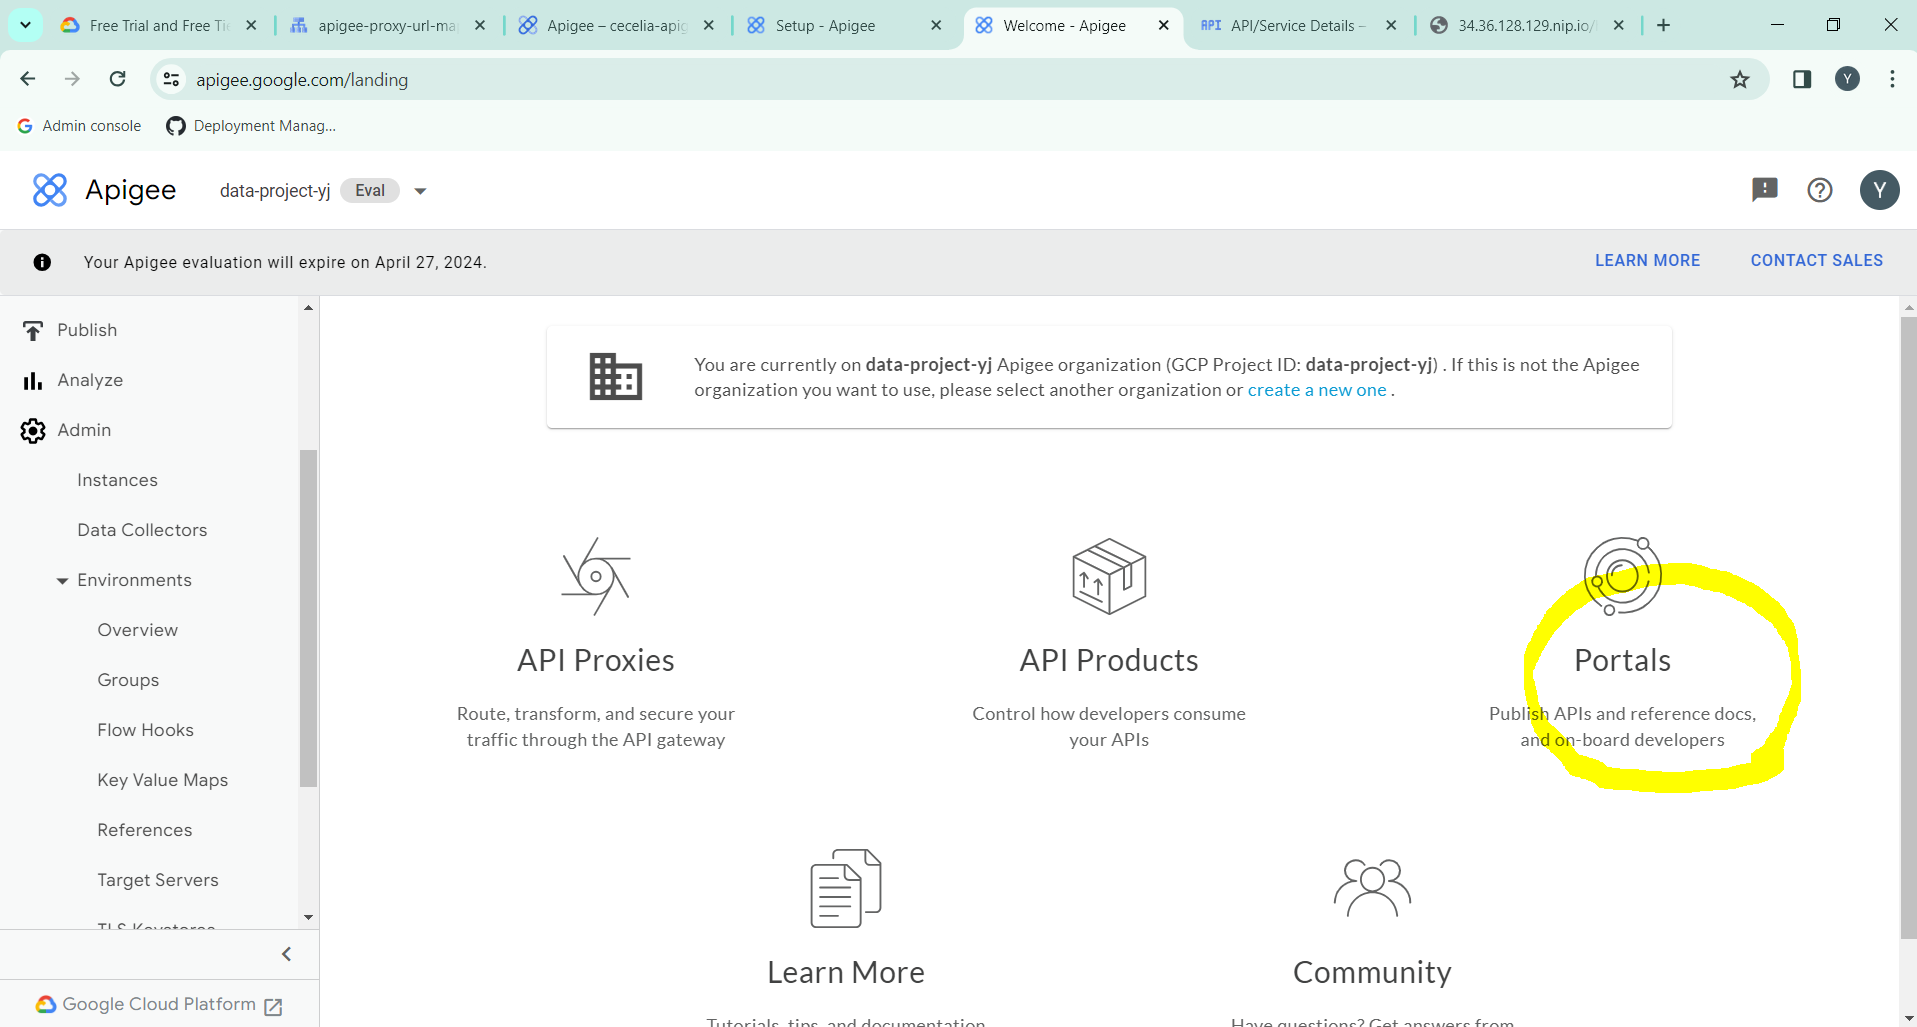 Free Trial and Free Tie
apigee-proxy-url-map
Apigee – cecelia-apig
Setup - Apigee
Welcome - Apigee
API API/Service Details –
34.36.128.129.nip.io/
apigee.google.com/landing
Y
Admin console
Deployment Manag...
Apigee
data-project-yj
Eval
Y
Your Apigee evaluation will expire on April 27, 2024.
LEARN MORE
CONTACT SALES
Publish
Analyze
Admin
Instances
Data Collectors
Environments
Overview
Groups
Flow Hooks
Key Value Maps
References
Target Servers
TLS Keystores
Google Cloud Platform
You are currently on data-project-yj Apigee organization (GCP Project ID: data-project-yj) . If this is not the Apigee
organization you want to use, please select another organization or create a new one .
API Proxies
Route, transform, and secure your
traffic through the API gateway
API Products
Control how developers consume
your APIs
Portals
Publish APIs and reference docs,
and on-board developers
Learn More
Tutorials, tips, and documentation
Community
Have questions? Get answers from